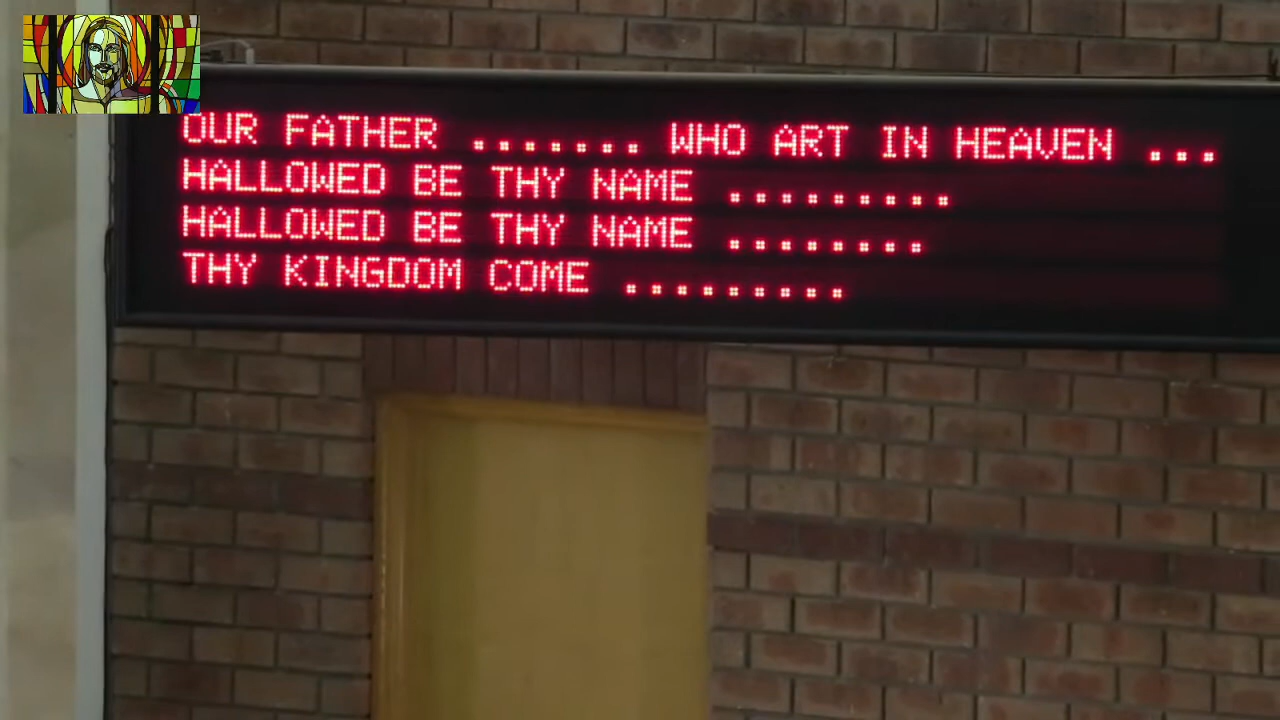 OUR FATHER ....... WHO ART IN HEAVEN ...
HALLOWED BE THY NAME .........
HALLOWED BE THY NAME ........
THY KINGDOM COME .........